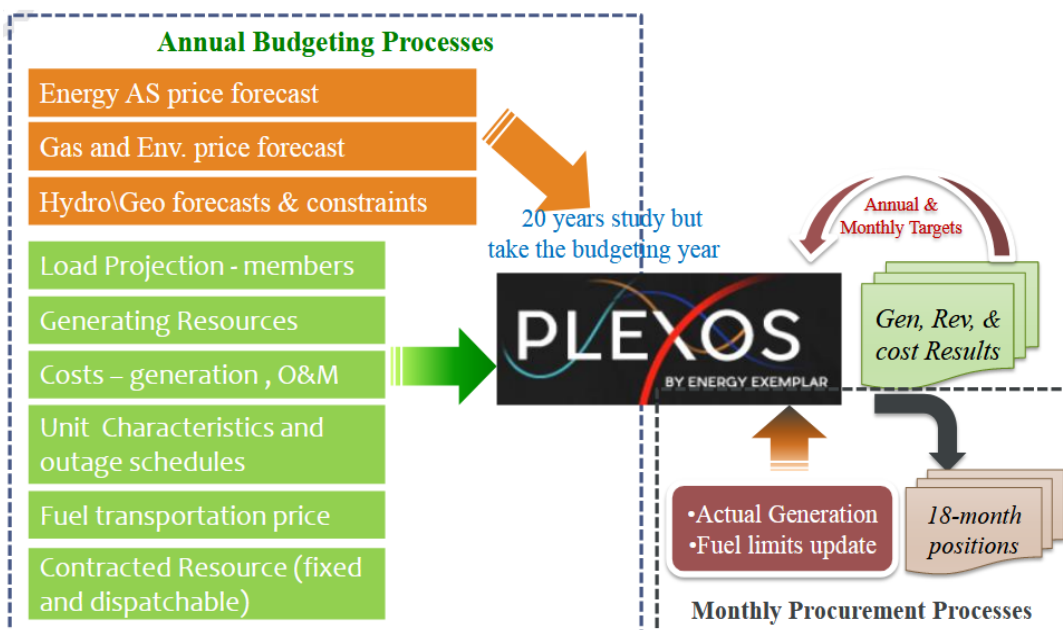 Annual Budgeting Processes
Energy AS price forecast
Gas and Env. price forecast
Hydro\Geo forecasts & constraints
20 years study but
take the budgeting year
Load Projection - members
Generating Resources
Costs – generation , O&M
Unit Characteristics and
outage schedules
Fuel transportation price
Contracted Resource (fixed
and dispatchable)
PLEXOS
BY ENERGY EXEMPLAR
Annual &
Monthly Targets
Gen, Rev, &
cost Results
•Actual Generation
•Fuel limits update
18-month
positions
Monthly Procurement Processes